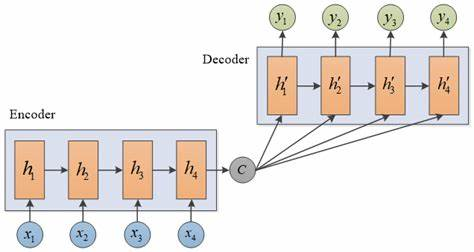 y₁ y₂ y₃ y₄
Decoder
h′₁ h′₂ h′₃ h′₄
Encoder
h₁ h₂ h₃ h₄ C
x₁ x₂ x₃ x₄